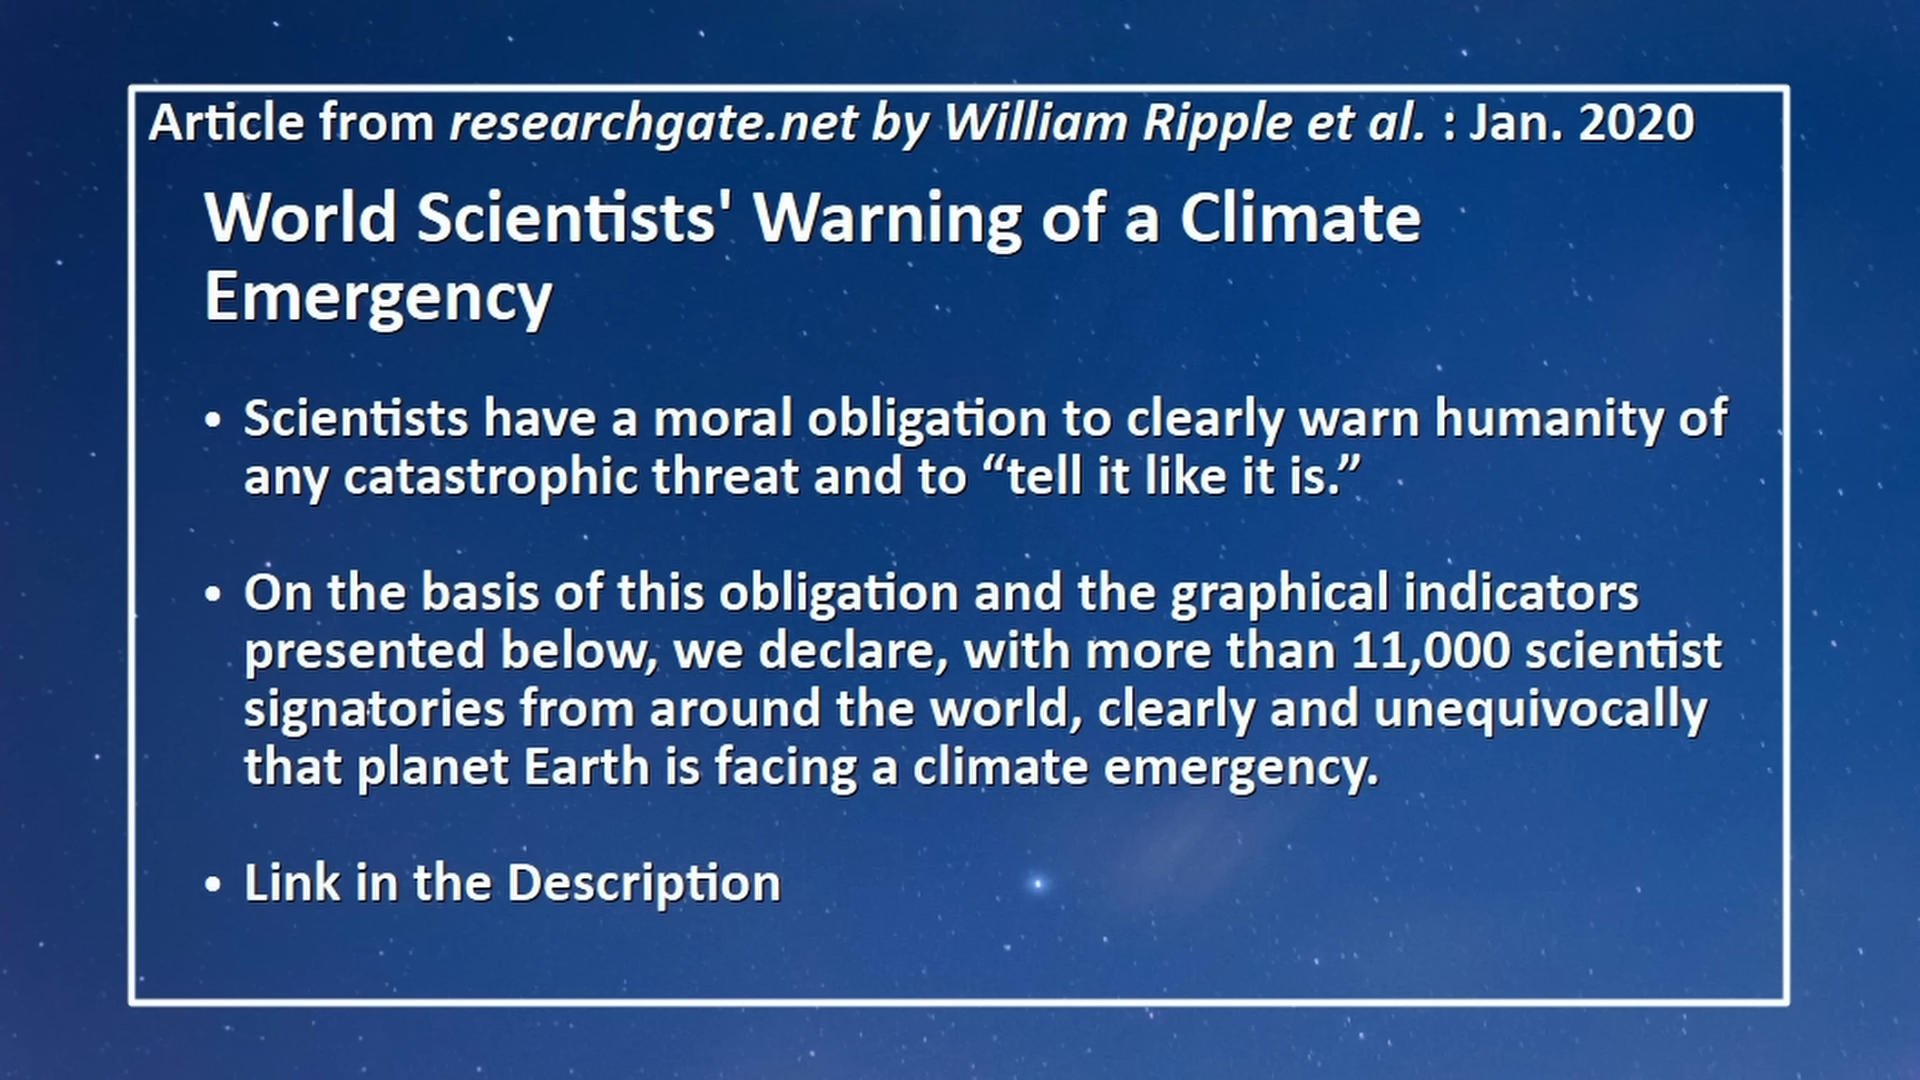 Article from researchgate.net by William Ripple et al. : Jan. 2020
World Scientists' Warning of a Climate
Emergency
• Scientists have a moral obligation to clearly warn humanity of
any catastrophic threat and to “tell it like it is.”
• On the basis of this obligation and the graphical indicators
presented below, we declare, with more than 11,000 scientist
signatories from around the world, clearly and unequivocally
that planet Earth is facing a climate emergency.
• Link in the Description